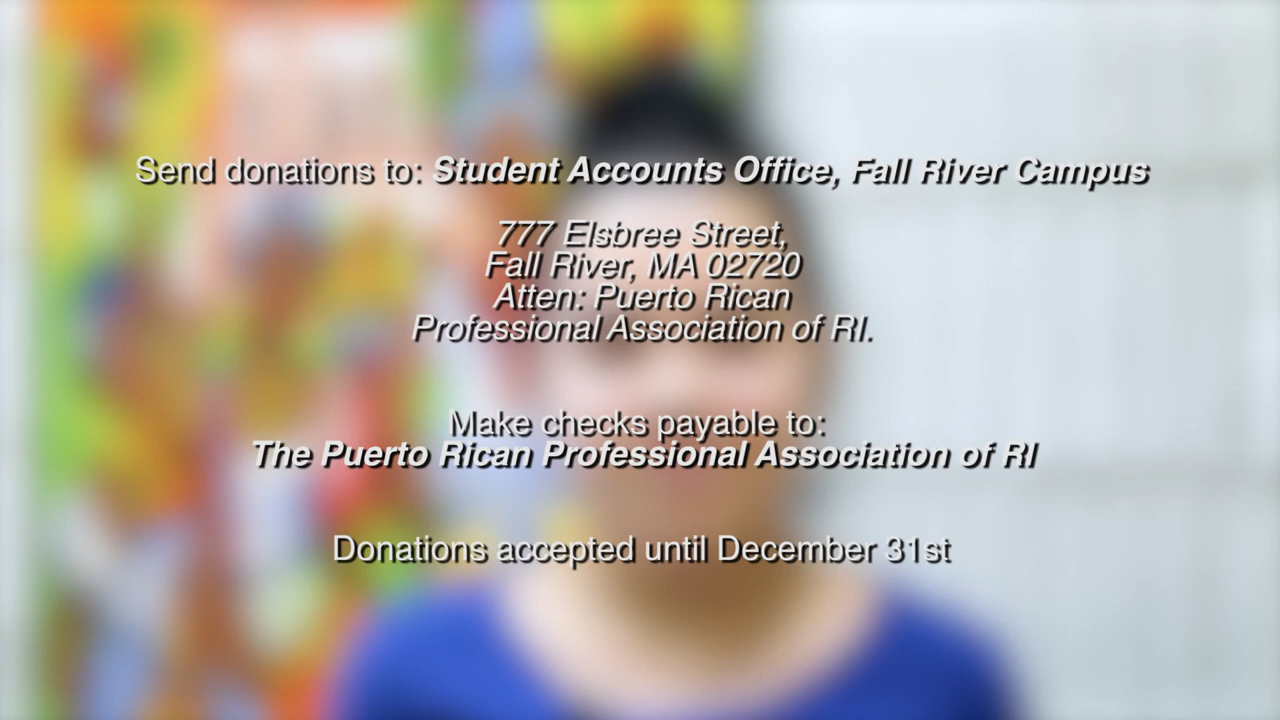 Send donations to: Student Accounts Office, Fall River Campus
777 Elsbree Street,
Fall River, MA 02720
Atten: Puerto Rican
Professional Association of RI.
Make checks payable to:
The Puerto Rican Professional Association of RI
Donations accepted until December 31st